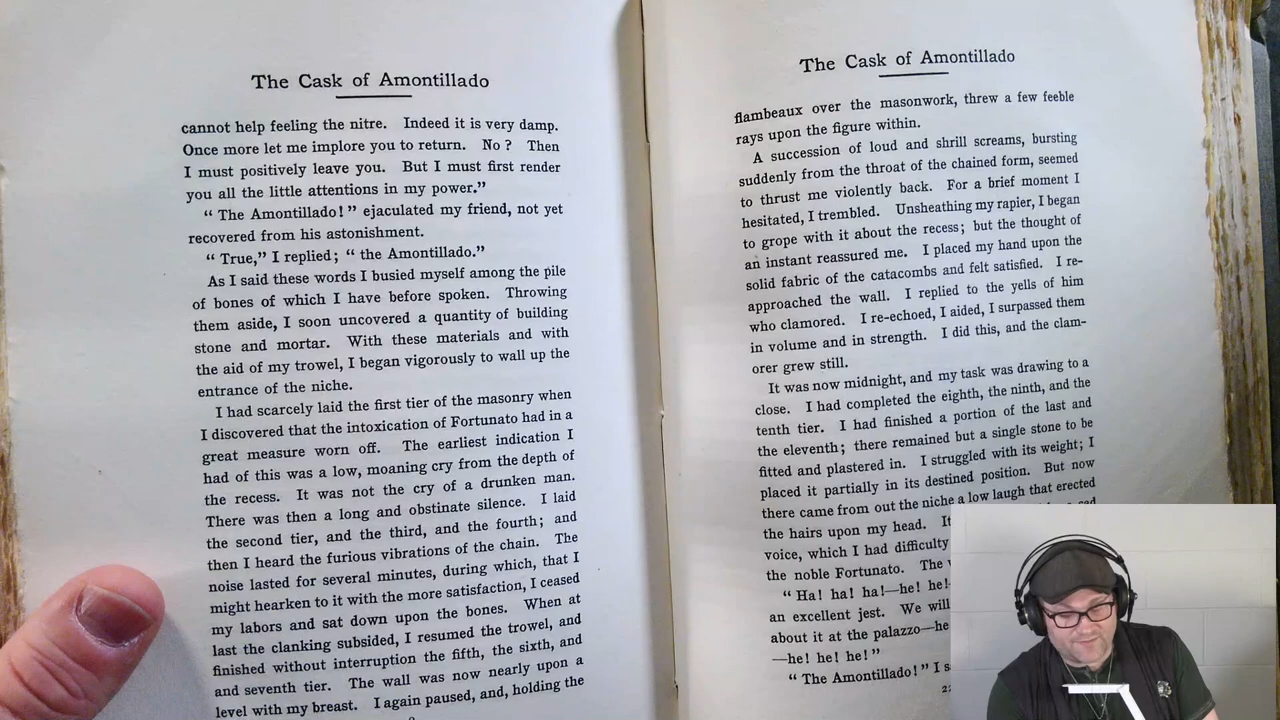 The Cask of Amontillado
cannot help feeling the nitre. Indeed it is very damp.
Once more let me implore you to return. No? Then
I must positively leave you. But I must first render
you all the little attentions in my power.”
“ The Amontillado!” ejaculated my friend, not yet
recovered from his astonishment.
“ True,” I replied; “ the Amontillado.”
As I said these words I busied myself among the pile
of bones of which I have before spoken. Throwing
them aside, I soon uncovered a quantity of building
stone and mortar. With these materials and with
the aid of my trowel, I began vigorously to wall up the
entrance of the niche.
I had scarcely laid the first tier of the masonry when
I discovered that the intoxication of Fortunato had in a
great measure worn off. The earliest indication I
had of this was a low, moaning cry from the depth of
the recess. It was not the cry of a drunken man.
There was then a long and obstinate silence. I laid
the second tier, and the third, and the fourth; and
then I heard the furious vibrations of the chain. The
noise lasted for several minutes, during which, that I
might hearken to it with the more satisfaction, I ceased
my labors and sat down upon the bones. When at
last the clanking subsided, I resumed the trowel, and
finished without interruption the fifth, the sixth, and
and seventh tier. The wall was now nearly upon a
level with my breast. I again paused, and, holding the
The Cask of Amontillado
flambeaux over the masonwork, threw a few feeble
rays upon the figure within.
A succession of loud and shrill screams, bursting
suddenly from the throat of the chained form, seemed
to thrust me violently back. For a brief moment I
hesitated, I trembled. Unsheathing my rapier, I began
to grope with it about the recess; but the thought of
an instant reassured me. I placed my hand upon the
solid fabric of the catacombs and felt satisfied. I re-
approached the wall. I replied to the yells of him
who clamored. I re-echoed, I aided, I surpassed them
in volume and in strength. I did this, and the clam-
orer grew still.
It was now midnight, and my task was drawing to a
close. I had completed the eighth, the ninth, and the
tenth tier. I had finished a portion of the last and
the eleventh; there remained but a single stone to be
fitted and plastered in. I struggled with its weight; I
placed it partially in its destined position. But now
there came from out the niche a low laugh that erected
the hairs upon my head. It
voice, which I had difficulty
the noble Fortunato. The
“ Ha! ha! ha!—he! he!
an excellent jest. We will
about it at the palazzo—he
—he! he! he!”
“ The Amontillado!” I